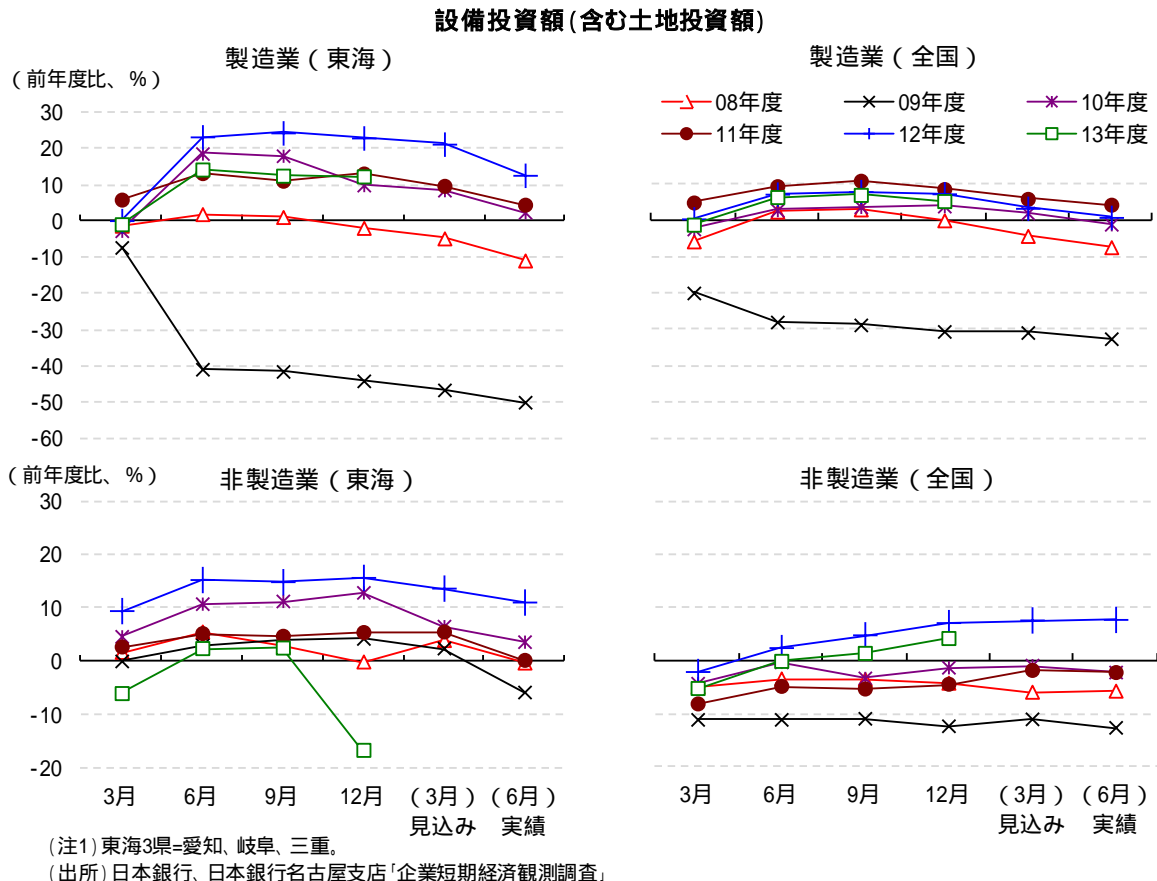 設備投資額(含む土地投資額)
製造業(東海)
製造業(全国)
(前年度比、%)
08年度
09年度
10年度
11年度
12年度
13年度
30
20
10
0
-10
-20
-30
-40
-50
-60
(前年度比、%)
非製造業(東海)
非製造業(全国)
30
20
10
0
-10
-20
3月 6月 9月 12月 (3月) (6月)
見込み 実績
3月 6月 9月 12月 (3月) (6月)
見込み 実績
(注1)東海3県=愛知、岐阜、三重。
(出所)日本銀行、日本銀行名古屋支店「企業短期経済観測調査」